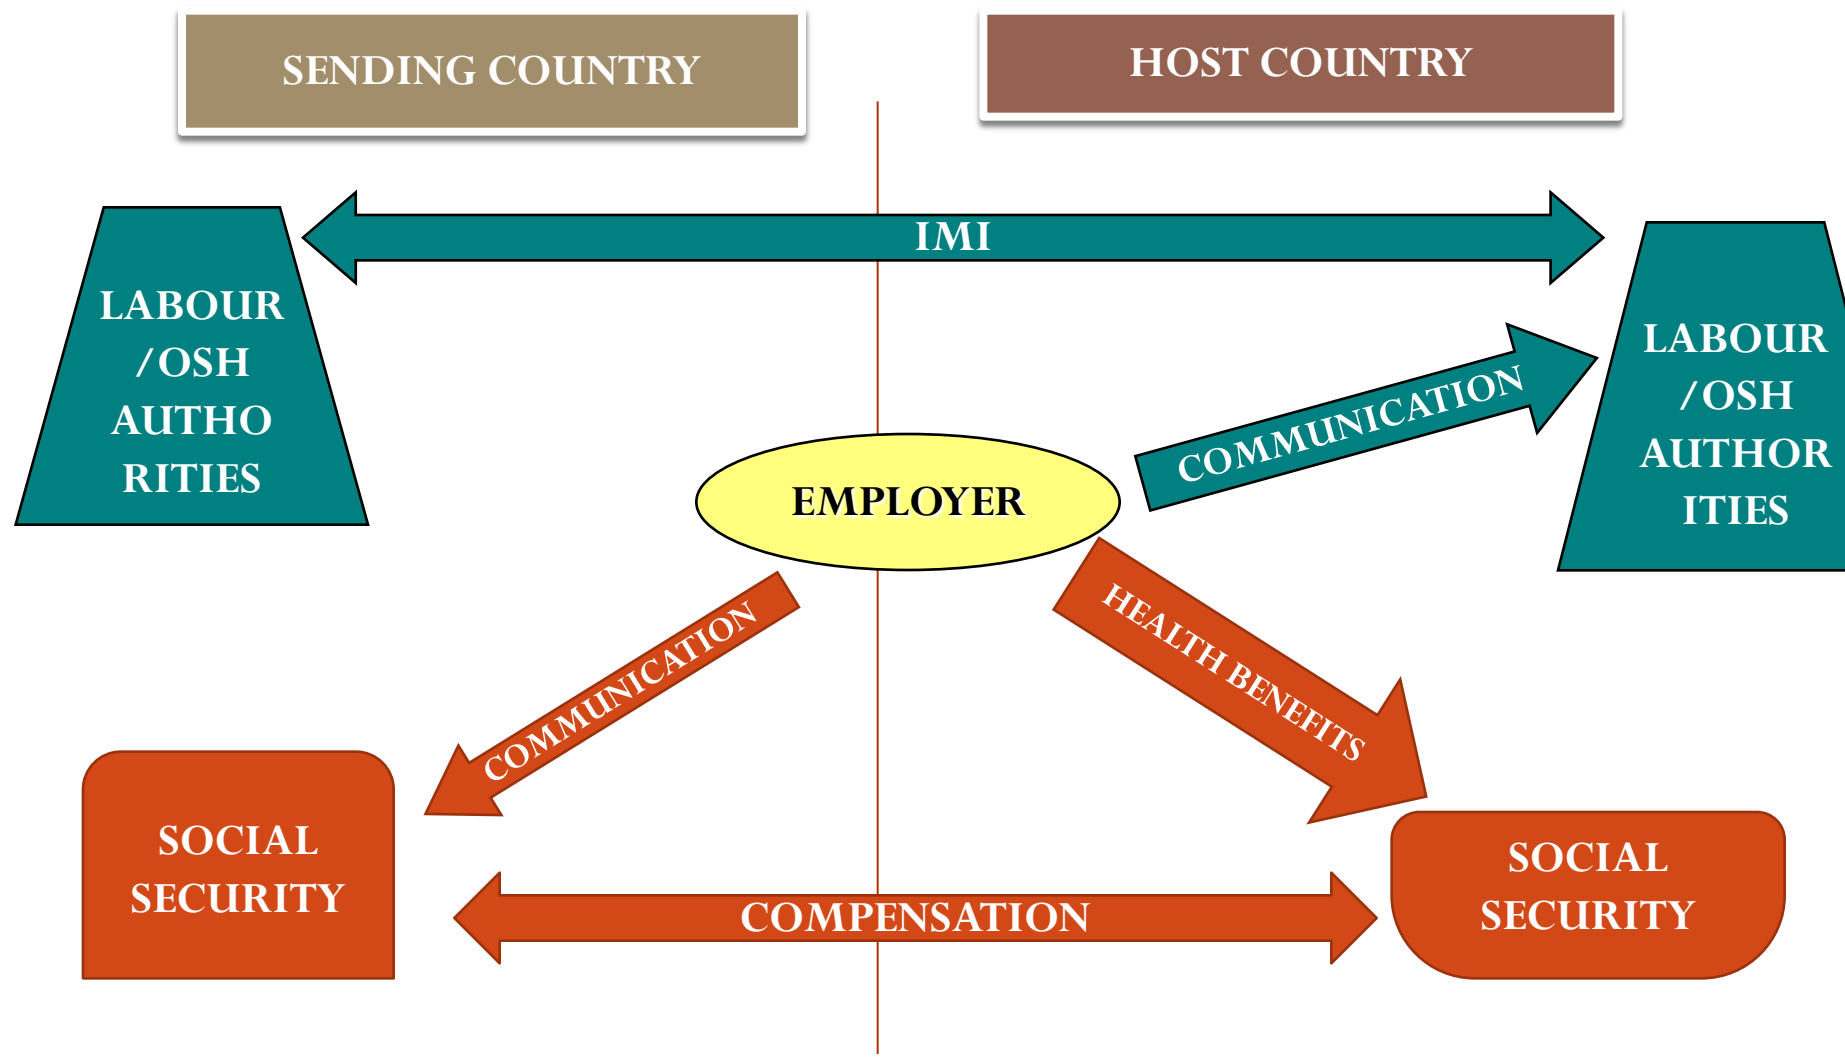 SENDING COUNTRY
HOST COUNTRY
IMI
LABOUR
/OSH
AUTHO
RITIES
LABOUR
/OSH
AUTHOR
ITIES
COMMUNICATION
EMPLOYER
COMMUNICATION
HEALTH BENEFITS
SOCIAL
SECURITY
SOCIAL
SECURITY
COMPENSATION